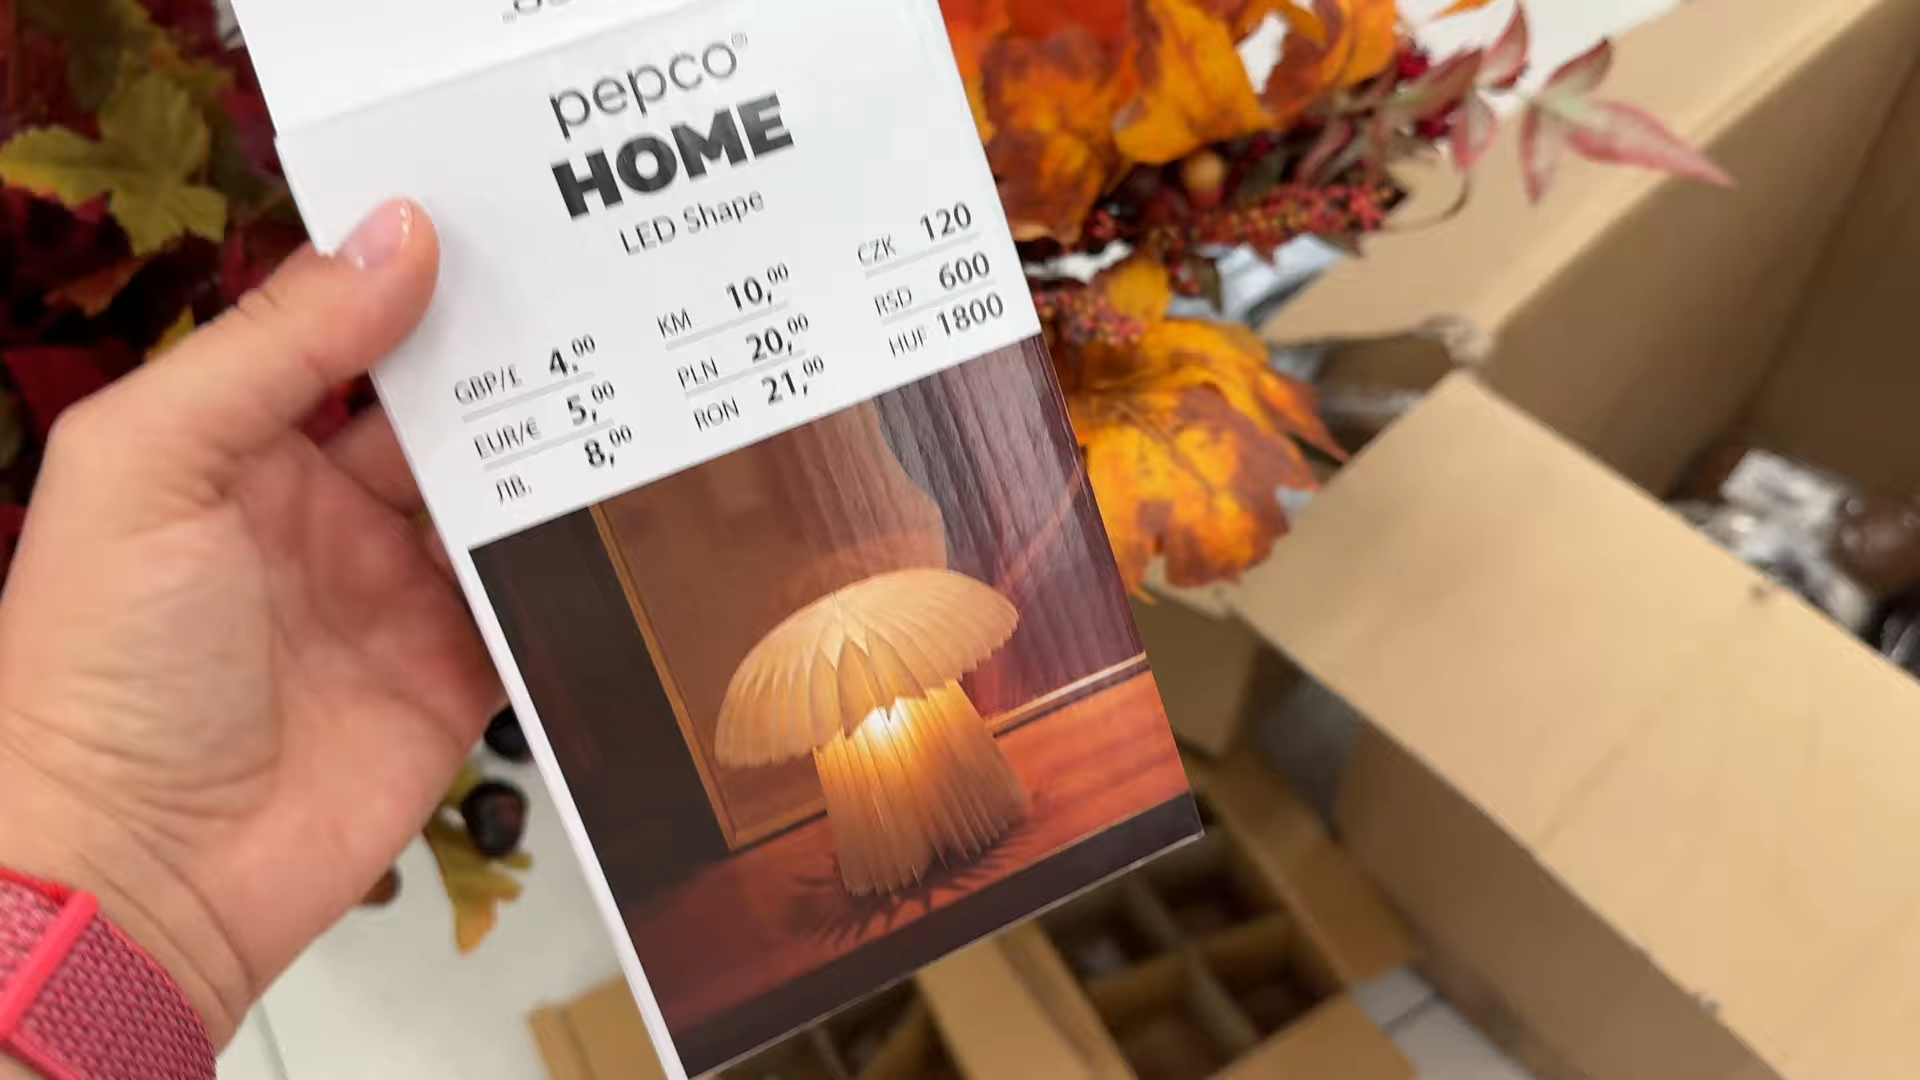 pepco®
HOME
LED Shape
GBP/£ 4.00
EUR/€ 5,00
ЛВ. 8,00
KM 10,00
PLN 20,00
RON 21,00
CZK 120
RSD 600
HUF 1800